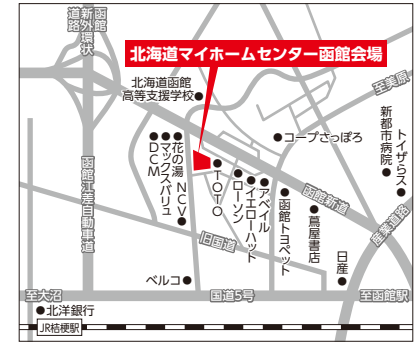 函館
新外環状
道路
北海道マイホームセンター函館会場
至美原
北海道函館
高等支援学校
コープさっぽろ
トイザらス
新都市病院
花の湯 NCV
マックスバリュ
DCM
TOTO
アベイル
イエローハット
ローソン
函館新道
函館トヨペット
蔦屋書店
日産
産業道路
函館江差自動車道
旧国道
ベルコ
至大沼
国道5号
至函館駅
北洋銀行
JR桔梗駅